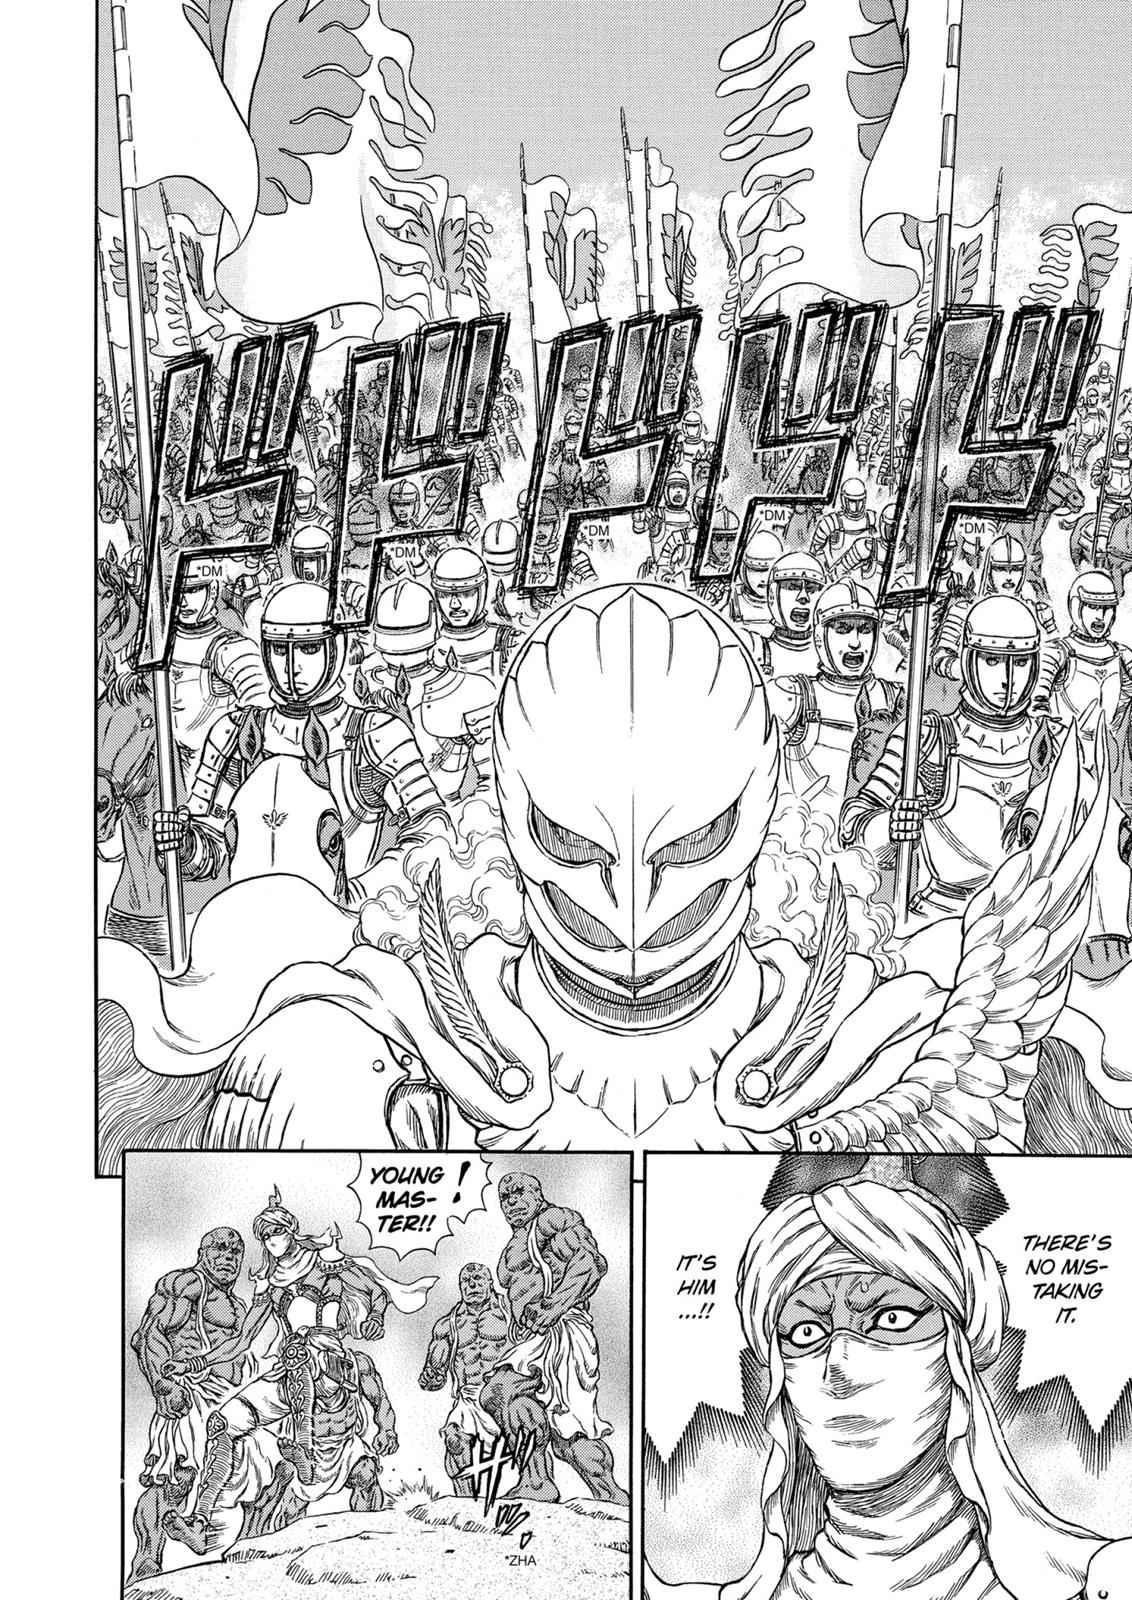 ドドドドド
*DM
*DM
*DM
*DM
*DM
THERE'S
NO MIS-
TAKING
IT.
IT'S
HIM
...!!
YOUNG
MAS-
TER!!
!
ザッ
*ZHA